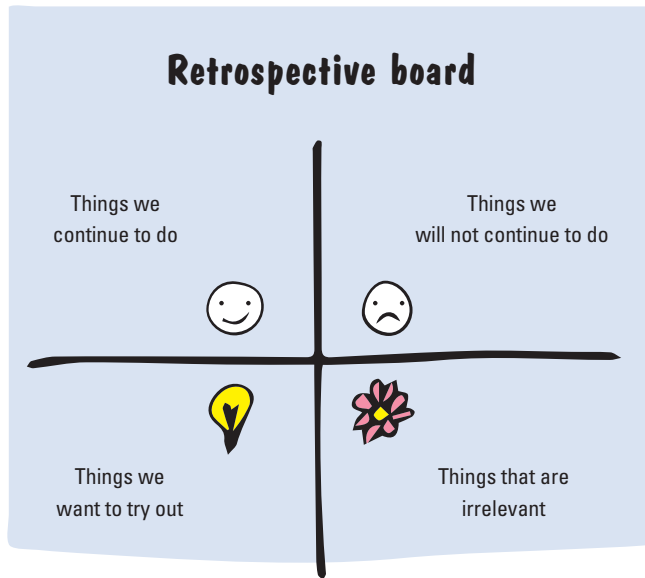 Retrospective board
Things we
continue to do
Things we
will not continue to do
Things we
want to try out
Things that are
irrelevant